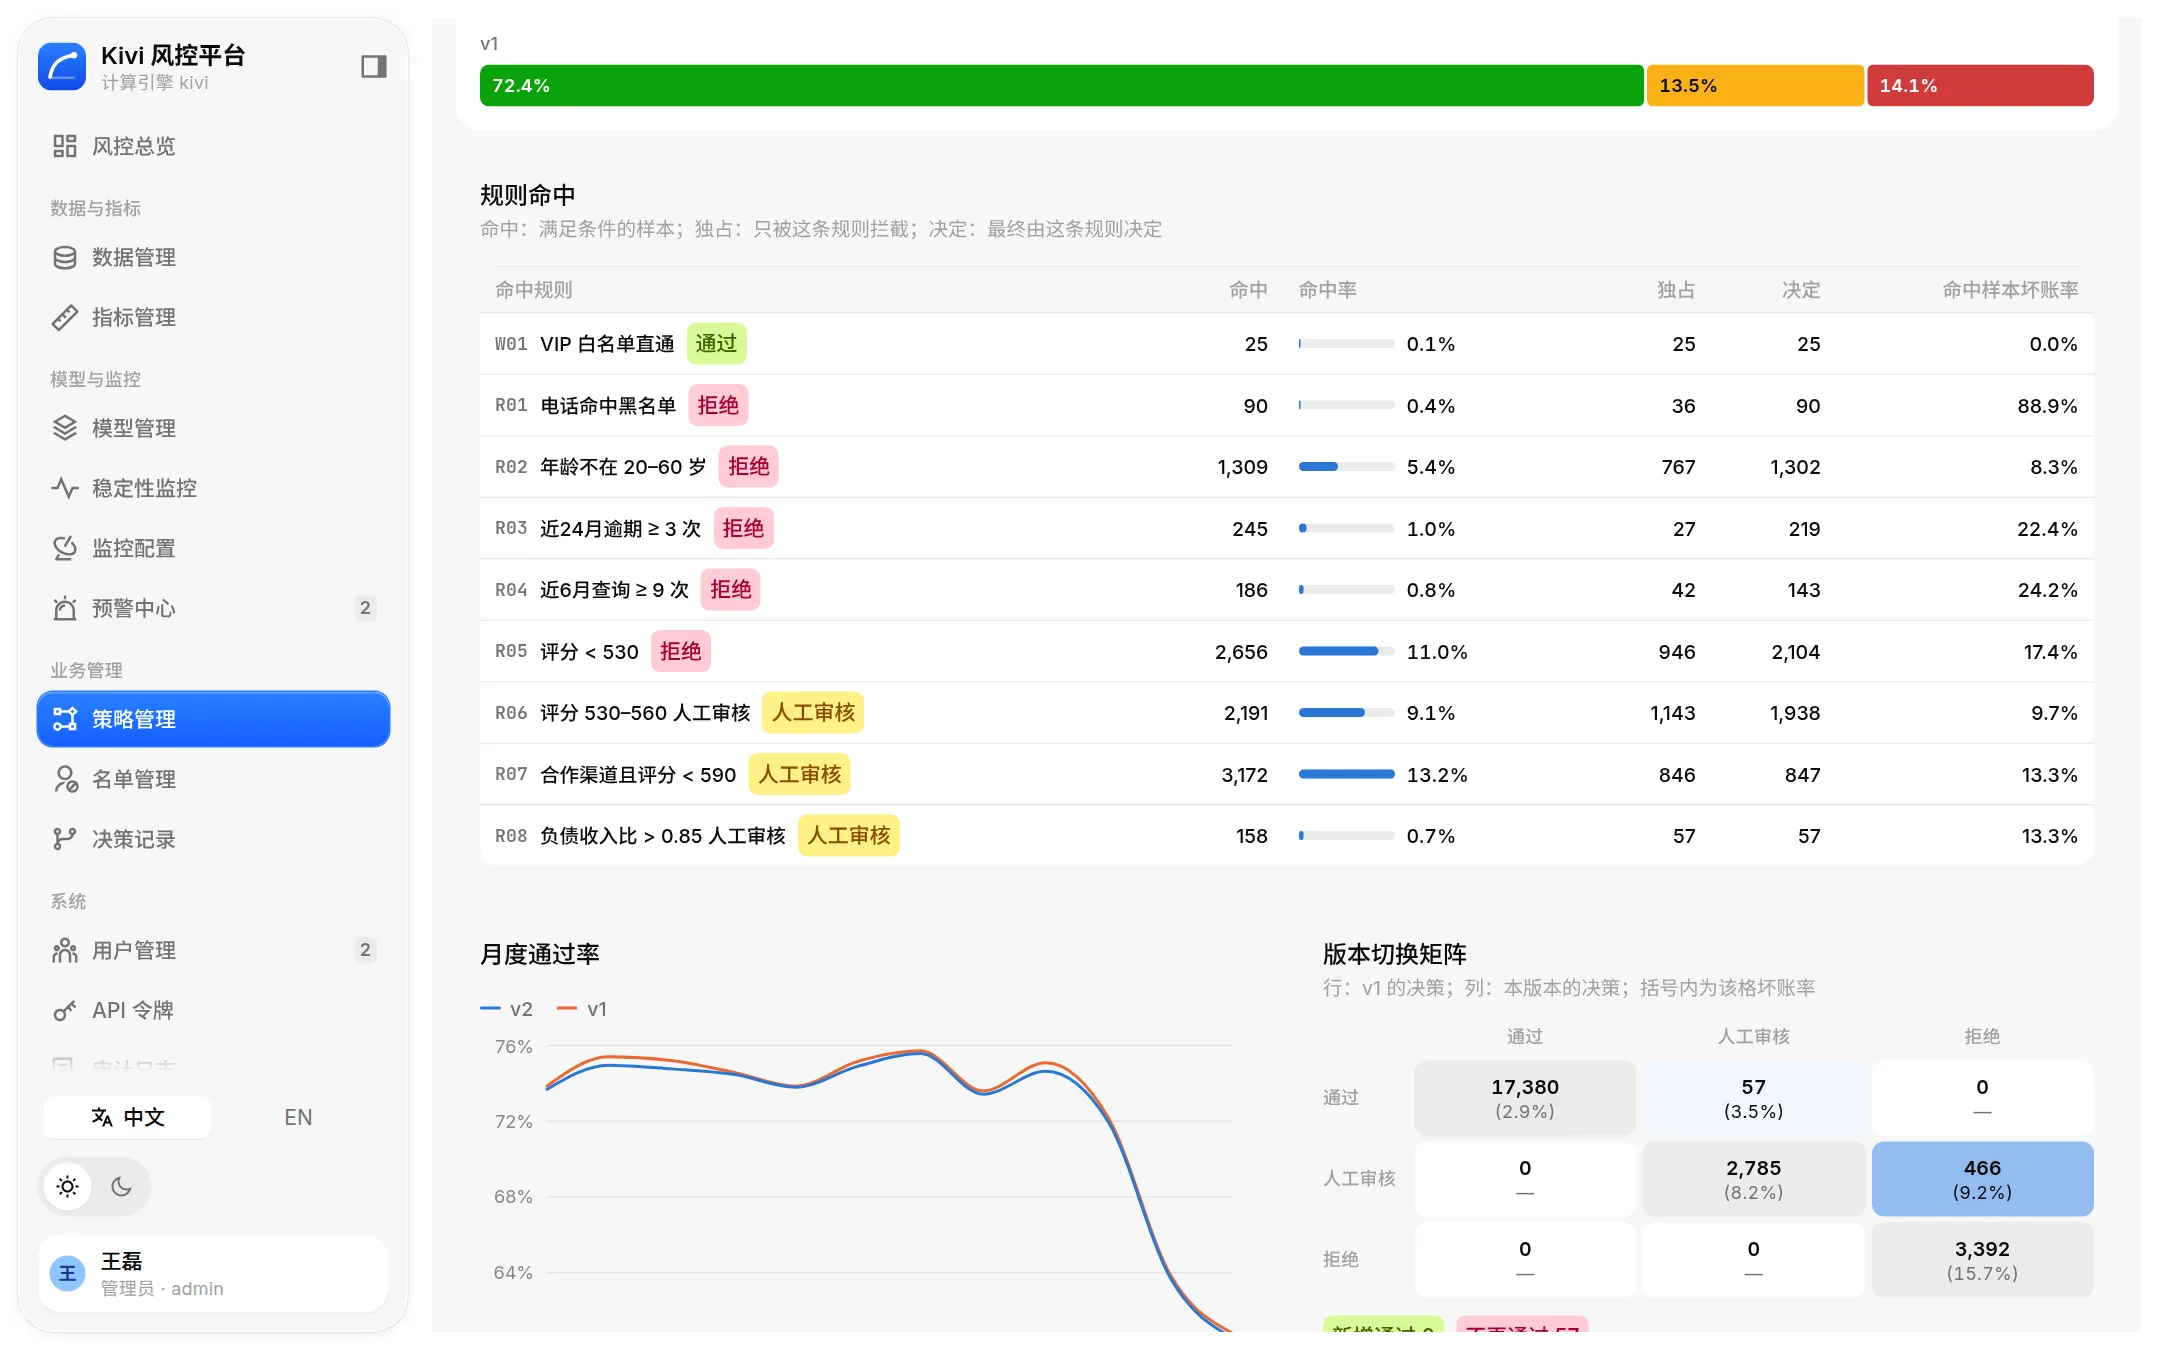 Kivi 风控平台
计算引擎 kivi
风控总览
数据与指标
数据管理
指标管理
模型与监控
模型管理
稳定性监控
监控配置
预警中心 2
业务管理
策略管理
名单管理
决策记录
系统
用户管理 2
API 令牌
审计日志
中文 EN
王 王磊
管理员 · admin
v1
72.4% 13.5% 14.1%
规则命中
命中：满足条件的样本；独占：只被这条规则拦截；决定：最终由这条规则决定
命中规则 命中 命中率 独占 决定 命中样本坏账率
W01 VIP 白名单直通 通过 25 0.1% 25 25 0.0%
R01 电话命中黑名单 拒绝 90 0.4% 36 90 88.9%
R02 年龄不在 20–60 岁 拒绝 1,309 5.4% 767 1,302 8.3%
R03 近24月逾期 ≥ 3 次 拒绝 245 1.0% 27 219 22.4%
R04 近6月查询 ≥ 9 次 拒绝 186 0.8% 42 143 24.2%
R05 评分 < 530 拒绝 2,656 11.0% 946 2,104 17.4%
R06 评分 530–560 人工审核 人工审核 2,191 9.1% 1,143 1,938 9.7%
R07 合作渠道且评分 < 590 人工审核 3,172 13.2% 846 847 13.3%
R08 负债收入比 > 0.85 人工审核 人工审核 158 0.7% 57 57 13.3%
月度通过率
v2 v1
76%
72%
68%
64%
版本切换矩阵
行：v1 的决策；列：本版本的决策；括号内为该格坏账率
通过 人工审核 拒绝
通过 17,380 (2.9%) 57 (3.5%) 0 —
人工审核 0 — 2,785 (8.2%) 466 (9.2%)
拒绝 0 — 0 — 3,392 (15.7%)
新增通过 0 不再通过 57